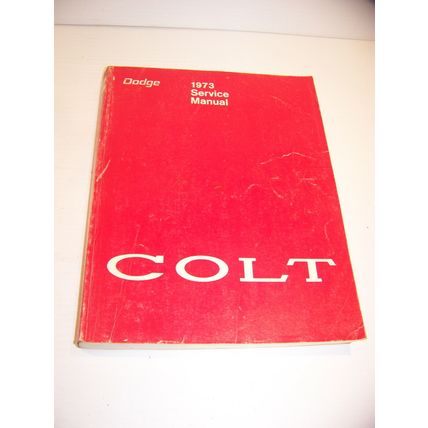 Dodge
1973
Service
Manual
COLT